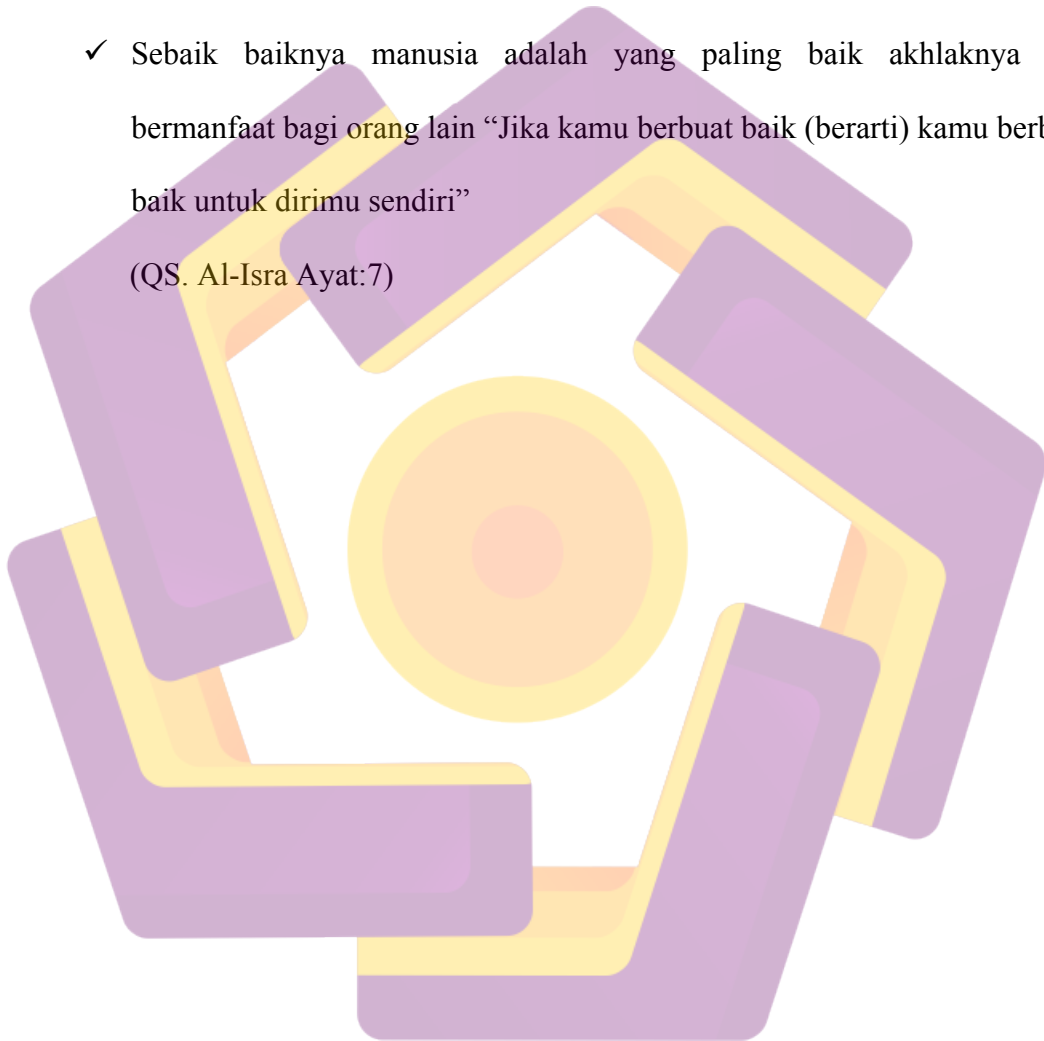 ✓ Sebaik baiknya manusia adalah yang paling baik akhlaknya
bermanfaat bagi orang lain “Jika kamu berbuat baik (berarti) kamu
baik untuk dirimu sendiri”
(QS. Al-Isra Ayat:7)